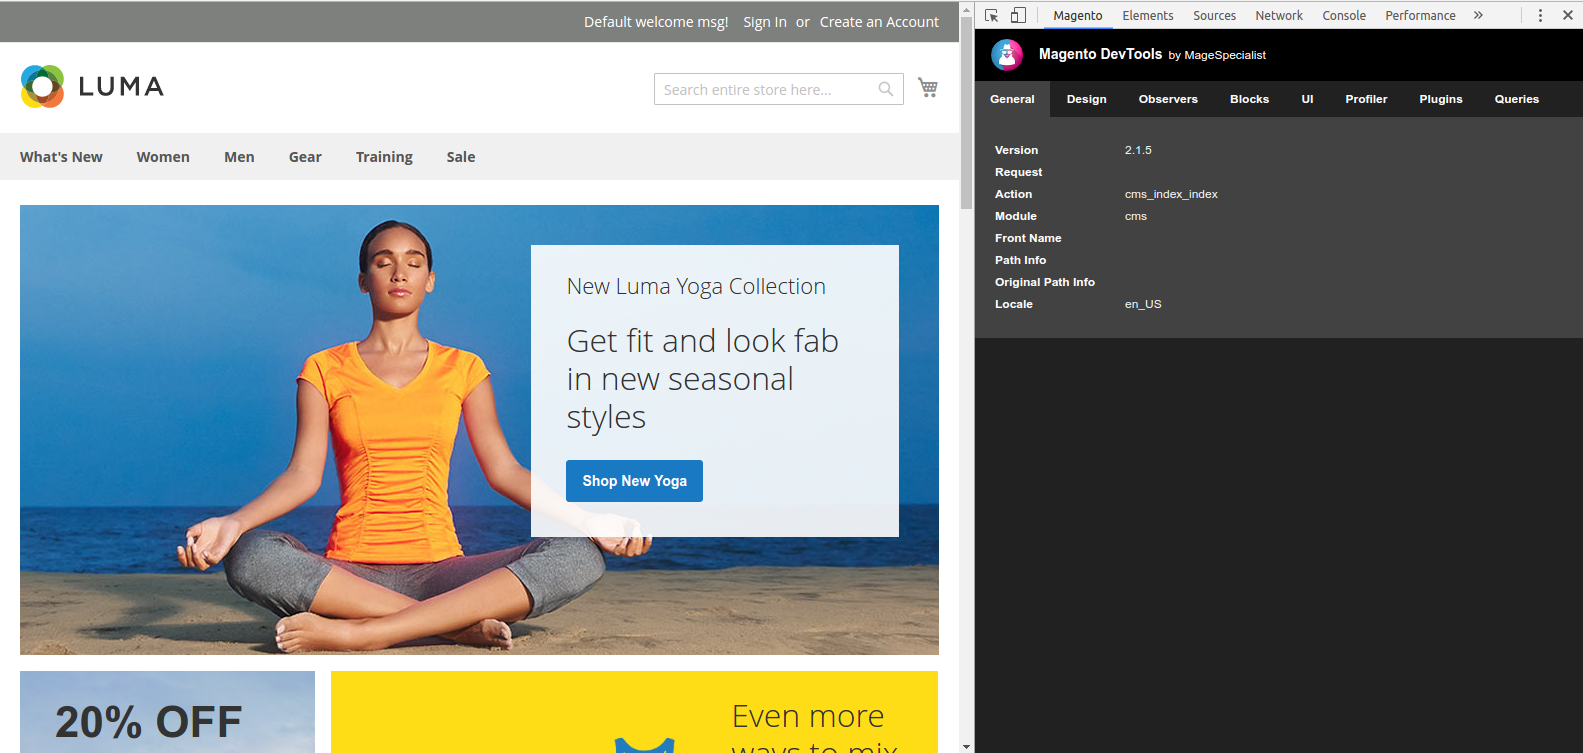 Default welcome msg! Sign In or Create an Account
LUMA
Search entire store here...
What's New Women Men Gear Training Sale
New Luma Yoga Collection
Get fit and look fab
in new seasonal
styles
Shop New Yoga
20% OFF
Even more
ways to mix
Magento Elements Sources Network Console Performance »
Magento DevTools by MageSpecialist
General Design Observers Blocks UI Profiler Plugins Queries
Version 2.1.5
Request
Action cms_index_index
Module cms
Front Name
Path Info
Original Path Info
Locale en_US